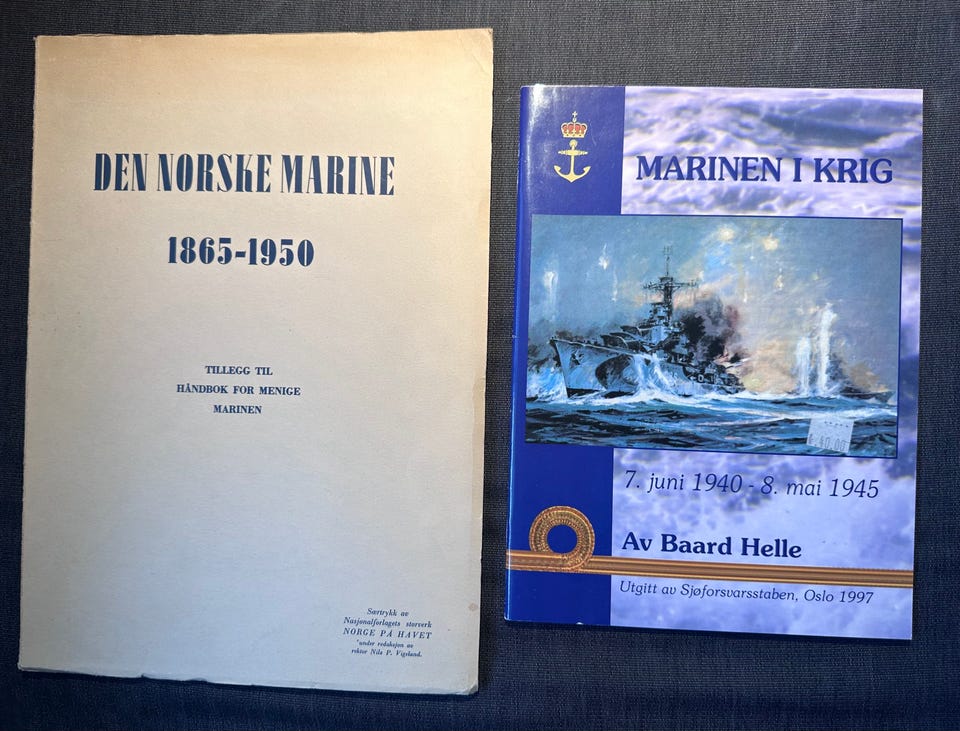 DEN NORSKE MARINE
1865-1950
TILLEGG TIL
HÅNDBOK FOR MENIGE
MARINEN
Særtrykk av
Nasjonalforlagets storverk
NORGE PÅ HAVET
under redaksjon av
rektor Nils P. Vigeland.
MARINEN I KRIG
40.00
7. juni 1940 - 8. mai 1945
Av Baard Helle
Utgitt av Sjøforsvarsstaben, Oslo 1997